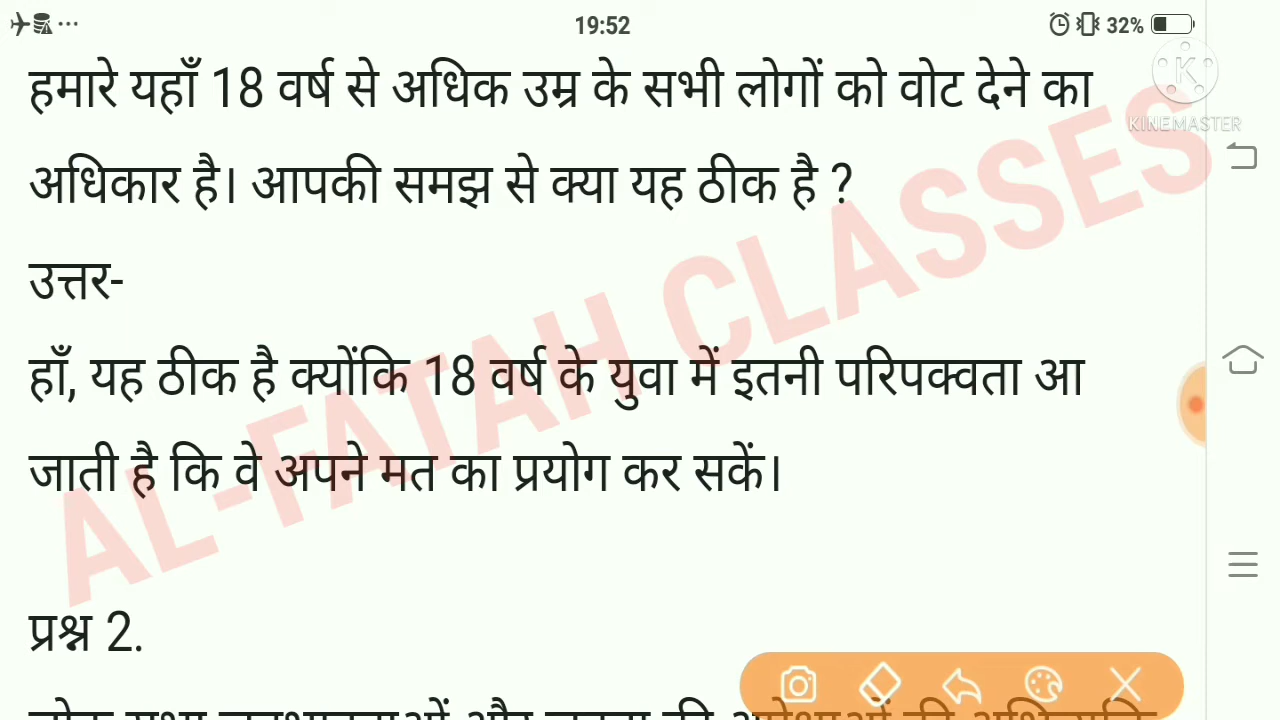 19:52
32%
KINEMASTER
हमारे यहाँ 18 वर्ष से अधिक उम्र के सभी लोगों को वोट देने का
अधिकार है। आपकी समझ से क्या यह ठीक है ?
उत्तर-
हाँ, यह ठीक है क्योंकि 18 वर्ष के युवा में इतनी परिपक्वता आ
जाती है कि वे अपने मत का प्रयोग कर सकें।
AL-FATAH CLASSES
प्रश्न 2.